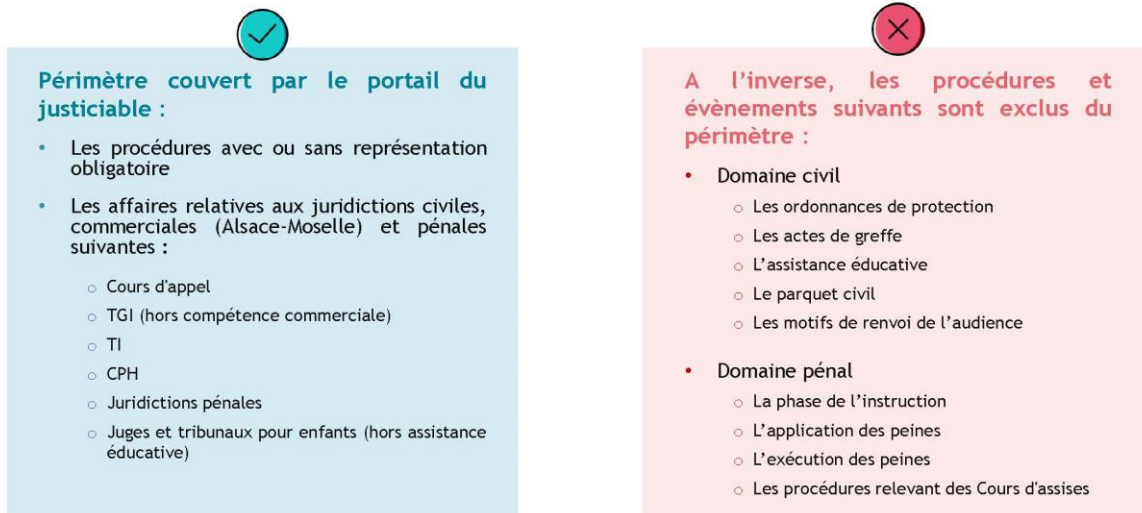 Périmètre couvert par le portail du
justiciable :
• Les procédures avec ou sans représentation
obligatoire
• Les affaires relatives aux juridictions civiles,
commerciales (Alsace-Moselle) et pénales
suivantes :
○ Cours d'appel
○ TGI (hors compétence commerciale)
○ TI
○ CPH
○ Juridictions pénales
○ Juges et tribunaux pour enfants (hors assistance
éducative)
A l’inverse, les procédures et
évènements suivants sont exclus du
périmètre :
• Domaine civil
○ Les ordonnances de protection
○ Les actes de greffe
○ L’assistance éducative
○ Le parquet civil
○ Les motifs de renvoi de l’audience
• Domaine pénal
○ La phase de l’instruction
○ L’application des peines
○ L’exécution des peines
○ Les procédures relevant des Cours d'assises